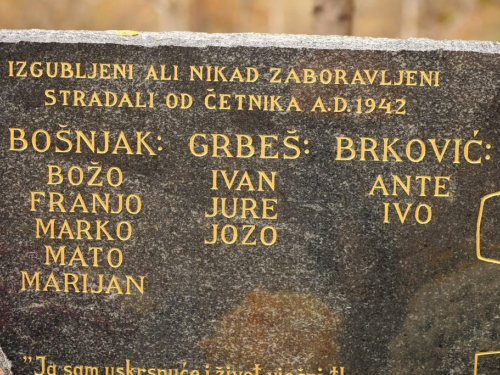 IZGUBLJENI ALI NIKAD ZABORAVLJENI
STRADALI OD ČETNIKA A.D.1942
BOŠNJAK: GRBEŠ: BRKOVIĆ:
BOŽO IVAN ANTE
FRANJO JURE IVO
MARKO JOZO
MATO
MARIJAN
"Ja sam uskrsnuće i život vječni t!